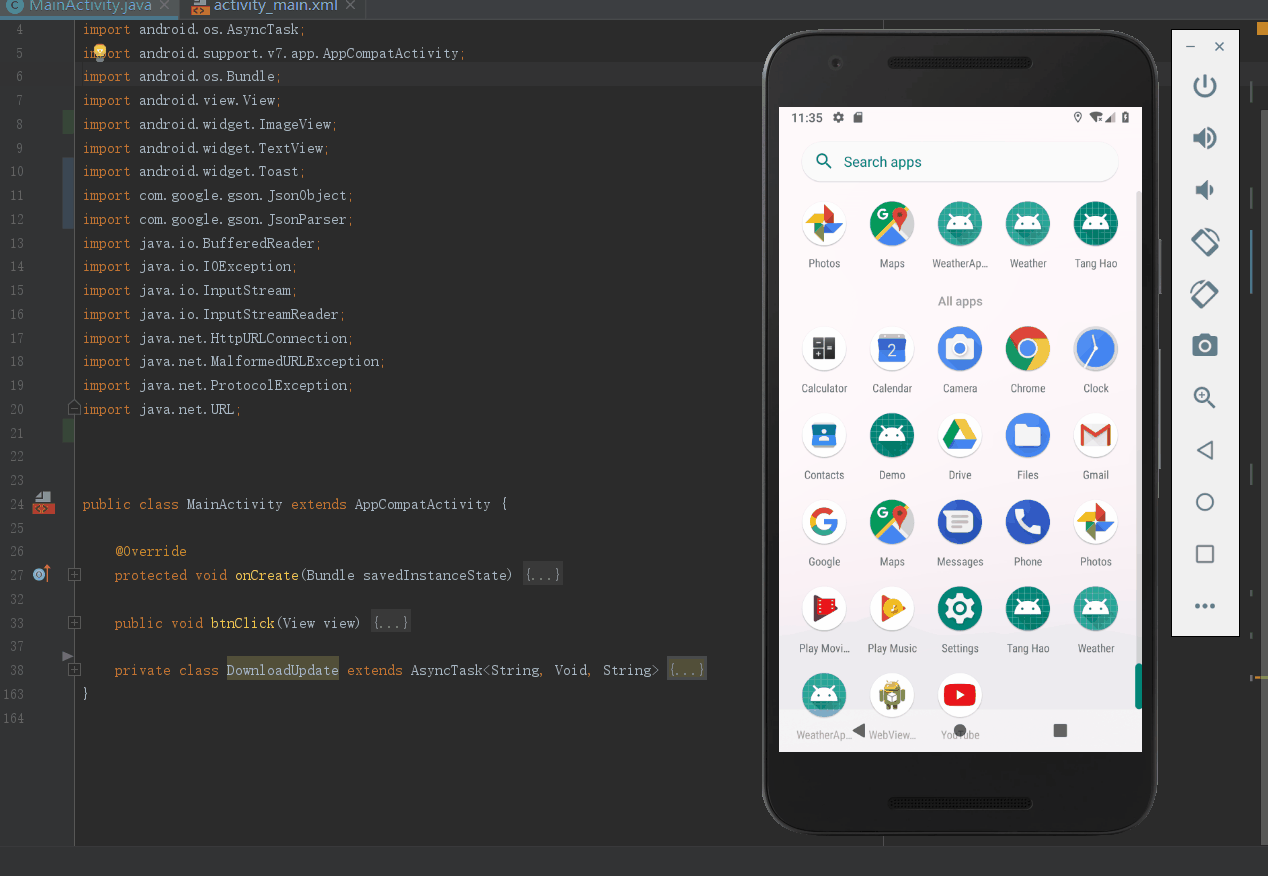 MainActivity.java
activity_main.xml
4 import android.os.AsyncTask;
5 import android.support.v7.app.AppCompatActivity;
6 import android.os.Bundle;
7 import android.view.View;
8 import android.widget.ImageView;
9 import android.widget.TextView;
10 import android.widget.Toast;
11 import com.google.gson.JsonObject;
12 import com.google.gson.JsonParser;
13 import java.io.BufferedReader;
14 import java.io.IOException;
15 import java.io.InputStream;
16 import java.io.InputStreamReader;
17 import java.net.HttpURLConnection;
18 import java.net.MalformedURLException;
19 import java.net.ProtocolException;
20 import java.net.URL;
21
22
23
24 public class MainActivity extends AppCompatActivity {
25
26 @Override
27 protected void onCreate(Bundle savedInstanceState) {...}
32
33 public void btnClick(View view) {...}
37
38 private class DownloadUpdate extends AsyncTask<String, Void, String> {...}
163 }
164
11:35
Search apps
Photos Maps WeatherAp... Weather Tang Hao
All apps
2
Calculator Calendar Camera Chrome Clock
Contacts Demo Drive Files Gmail
Google Maps Messages Phone Photos
Play Movi... Play Music Settings Tang Hao Weather
WeatherAp... WebView... YouTube